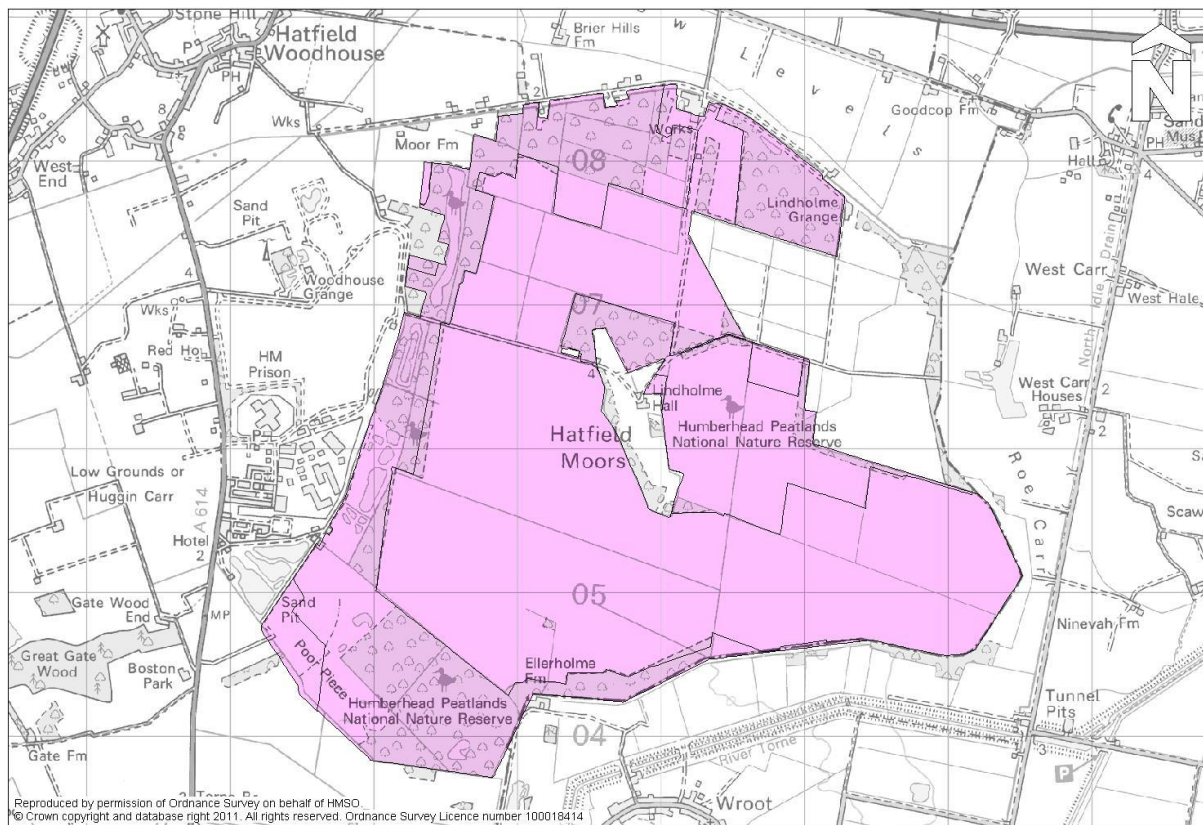 Stone Hill
Hatfield
Woodhouse
P
PH
Brier Hills
Fm
w
L
e
v
e
l
s
N
Goodcop Fm
Sand
Mus
PH
Hall
4
8
Wks
2
Moor Fm
Works
08
West
End
Sand
Pit
Lindholme
Grange
Woodhouse
Grange
4
West Carr
West Hale
North Idle Drain
Wks
07
Red Ho
HM
Prison
4
Lindholme
Hall
West Carr
Houses
2
2
P
Hatfield
Moors
Humberhead Peatlands
National Nature Reserve
Low Grounds or
Huggin Carr
A 614
Roe Carr
Scaw
Hotel
2
05
Gate Wood
End
MP
Sand
Pit
Ninevah Fm
Great Gate
Wood
Boston
Park
Poor Piece
Ellerholme
Fm
Humberhead Peatlands
National Nature Reserve
Tunnel
Pits
04
3
Gate Fm
River Torne
P
Wroot
Reproduced by permission of Ordnance Survey on behalf of HMSO.
© Crown copyright and database right 2011. All rights reserved. Ordnance Survey Licence number 100018414